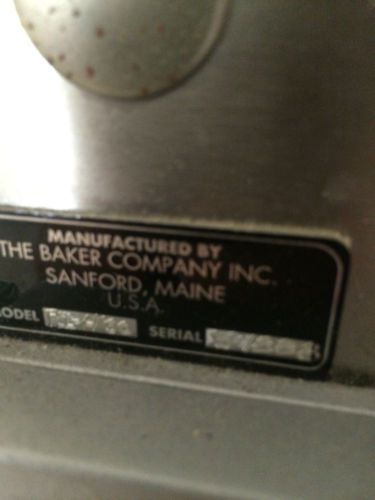 MANUFACTURED BY
THE BAKER COMPANY INC.
SANFORD, MAINE
U.S.A.
MODEL SERIAL